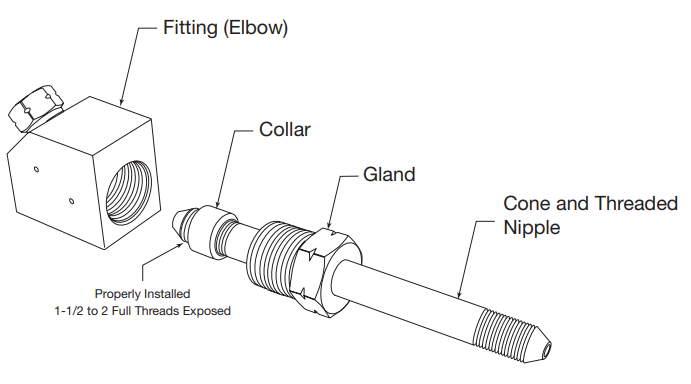 Fitting (Elbow)
Collar
Gland
Cone and Threaded
Nipple
Properly Installed
1-1/2 to 2 Full Threads Exposed